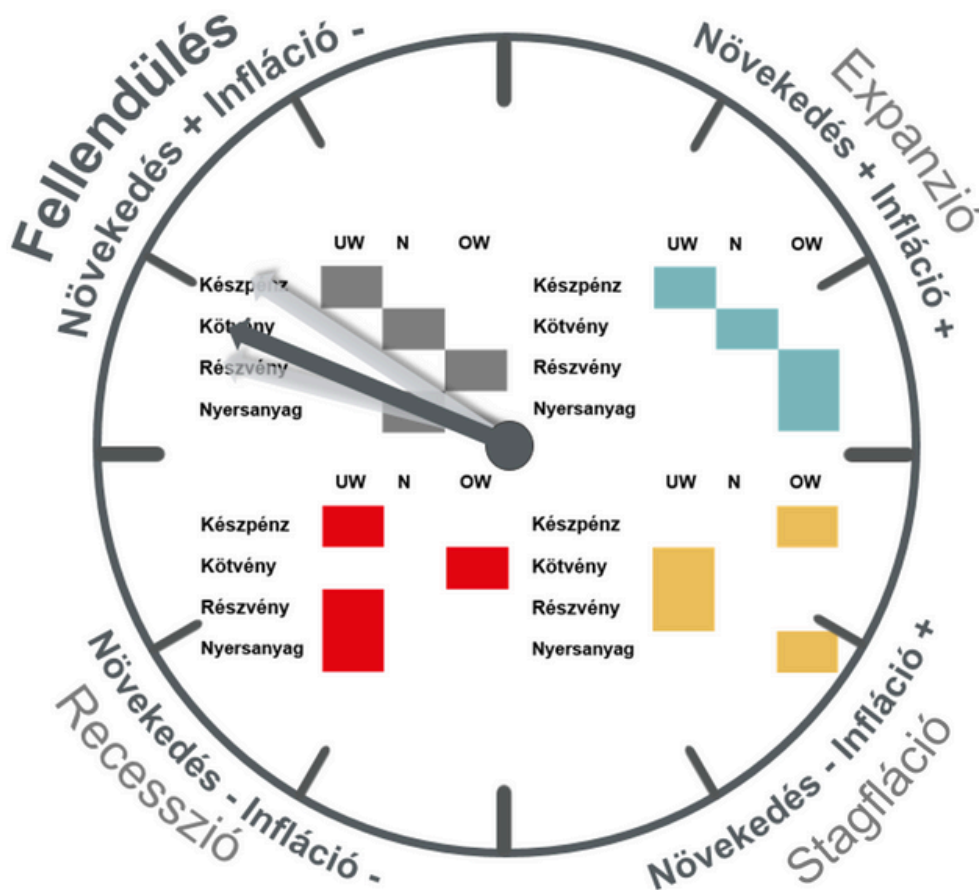 Fellendülés
Növekedés + Infláció -
Expanzió
Növekedés + Infláció +
UW N OW
Készpénz
Kötvény
Részvény
Nyersanyag
UW N OW
Készpénz
Kötvény
Részvény
Nyersanyag
UW N OW
Készpénz
Kötvény
Részvény
Nyersanyag
UW N OW
Készpénz
Kötvény
Részvény
Nyersanyag
Növekedés - Infláció -
Recesszió
Növekedés - Infláció +
Stagfláció